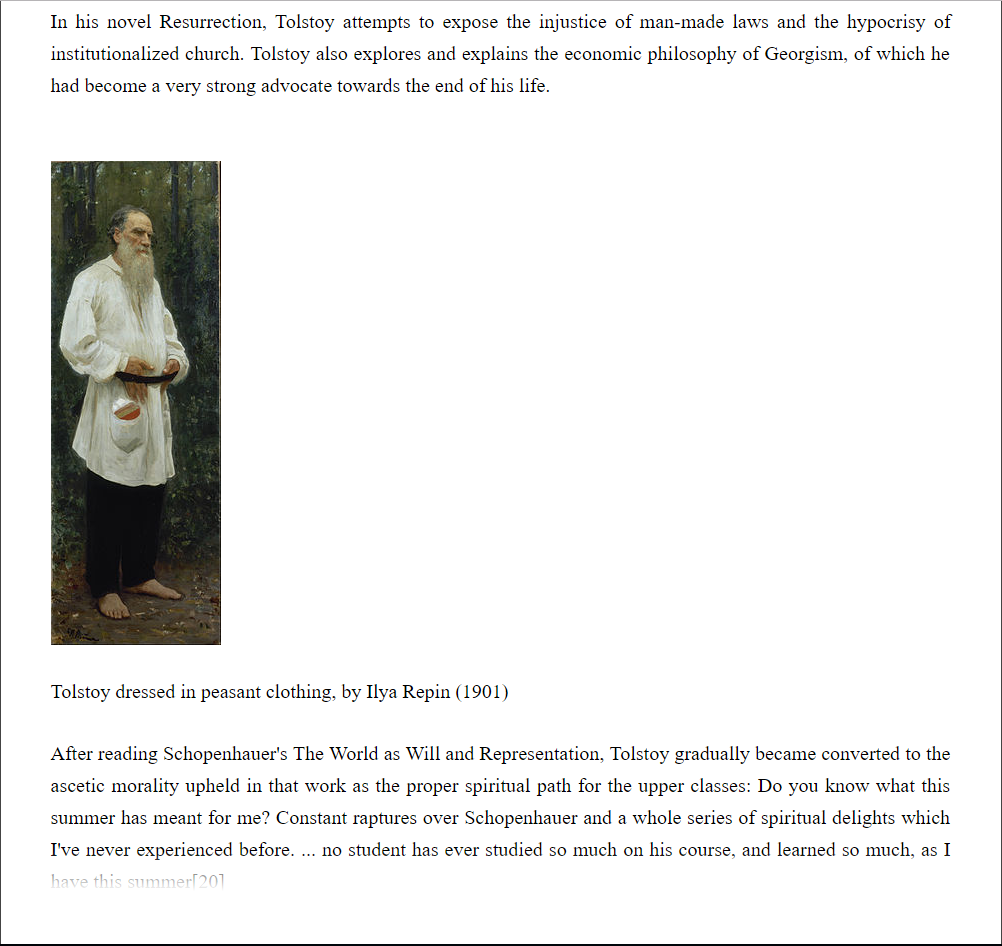 In his novel Resurrection, Tolstoy attempts to expose the injustice of man-made laws and the hypocrisy of
institutionalized church. Tolstoy also explores and explains the economic philosophy of Georgism, of which he
had become a very strong advocate towards the end of his life.
Tolstoy dressed in peasant clothing, by Ilya Repin (1901)
After reading Schopenhauer's The World as Will and Representation, Tolstoy gradually became converted to the
ascetic morality upheld in that work as the proper spiritual path for the upper classes: Do you know what this
summer has meant for me? Constant raptures over Schopenhauer and a whole series of spiritual delights which
I've never experienced before. ... no student has ever studied so much on his course, and learned so much, as I
have this summer[20]